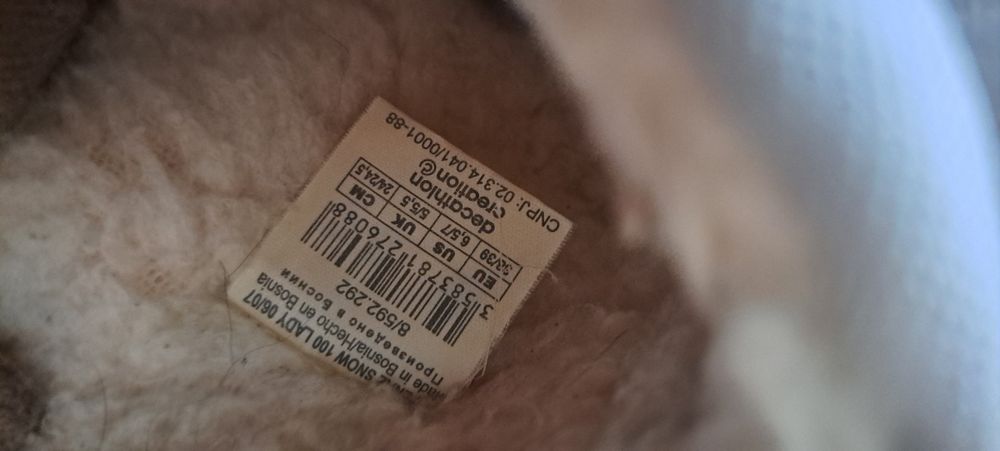 SNOW 100 LADY 06/07
Made in Bosnia/Hecho en Bosnia
Произведено в Боснии
8/592.292
3 583781 276088
EU US UK CM
38/39 6,5/7 5/5,5 24/24,5
decathlon
creation©
CNPJ: 02.314.041/0001-88